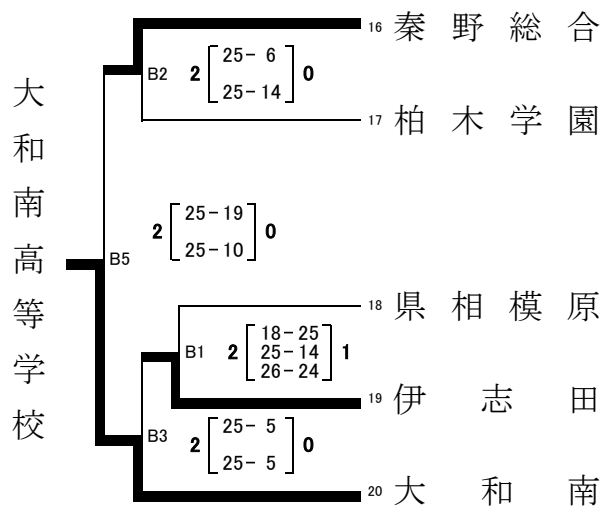 大和南高等学校
16 秦野総合
B2 2 [25-6 25-14] 0
17 柏木学園
2 [25-19 25-10] 0
B5
18 県相模原
B1 2 [18-25 25-14 26-24] 1
19 伊志田
B3 2 [25-5 25-5] 0
20 大和南